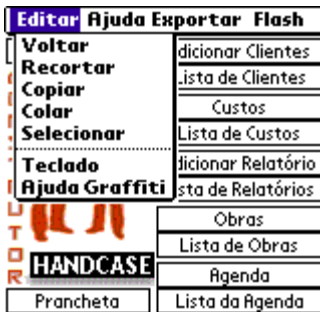 Editar Ajuda Exportar Flash
Voltar
Recortar
Copiar
Colar
Selecionar
Teclado
Ajuda Graffiti
dicionar Clientes
ista de Clientes
Custos
Lista de Custos
dicionar Relatório
sta de Relatórios
Obras
Lista de Obras
Agenda
Lista da Agenda
U
T
O
R
HANDCASE
Prancheta